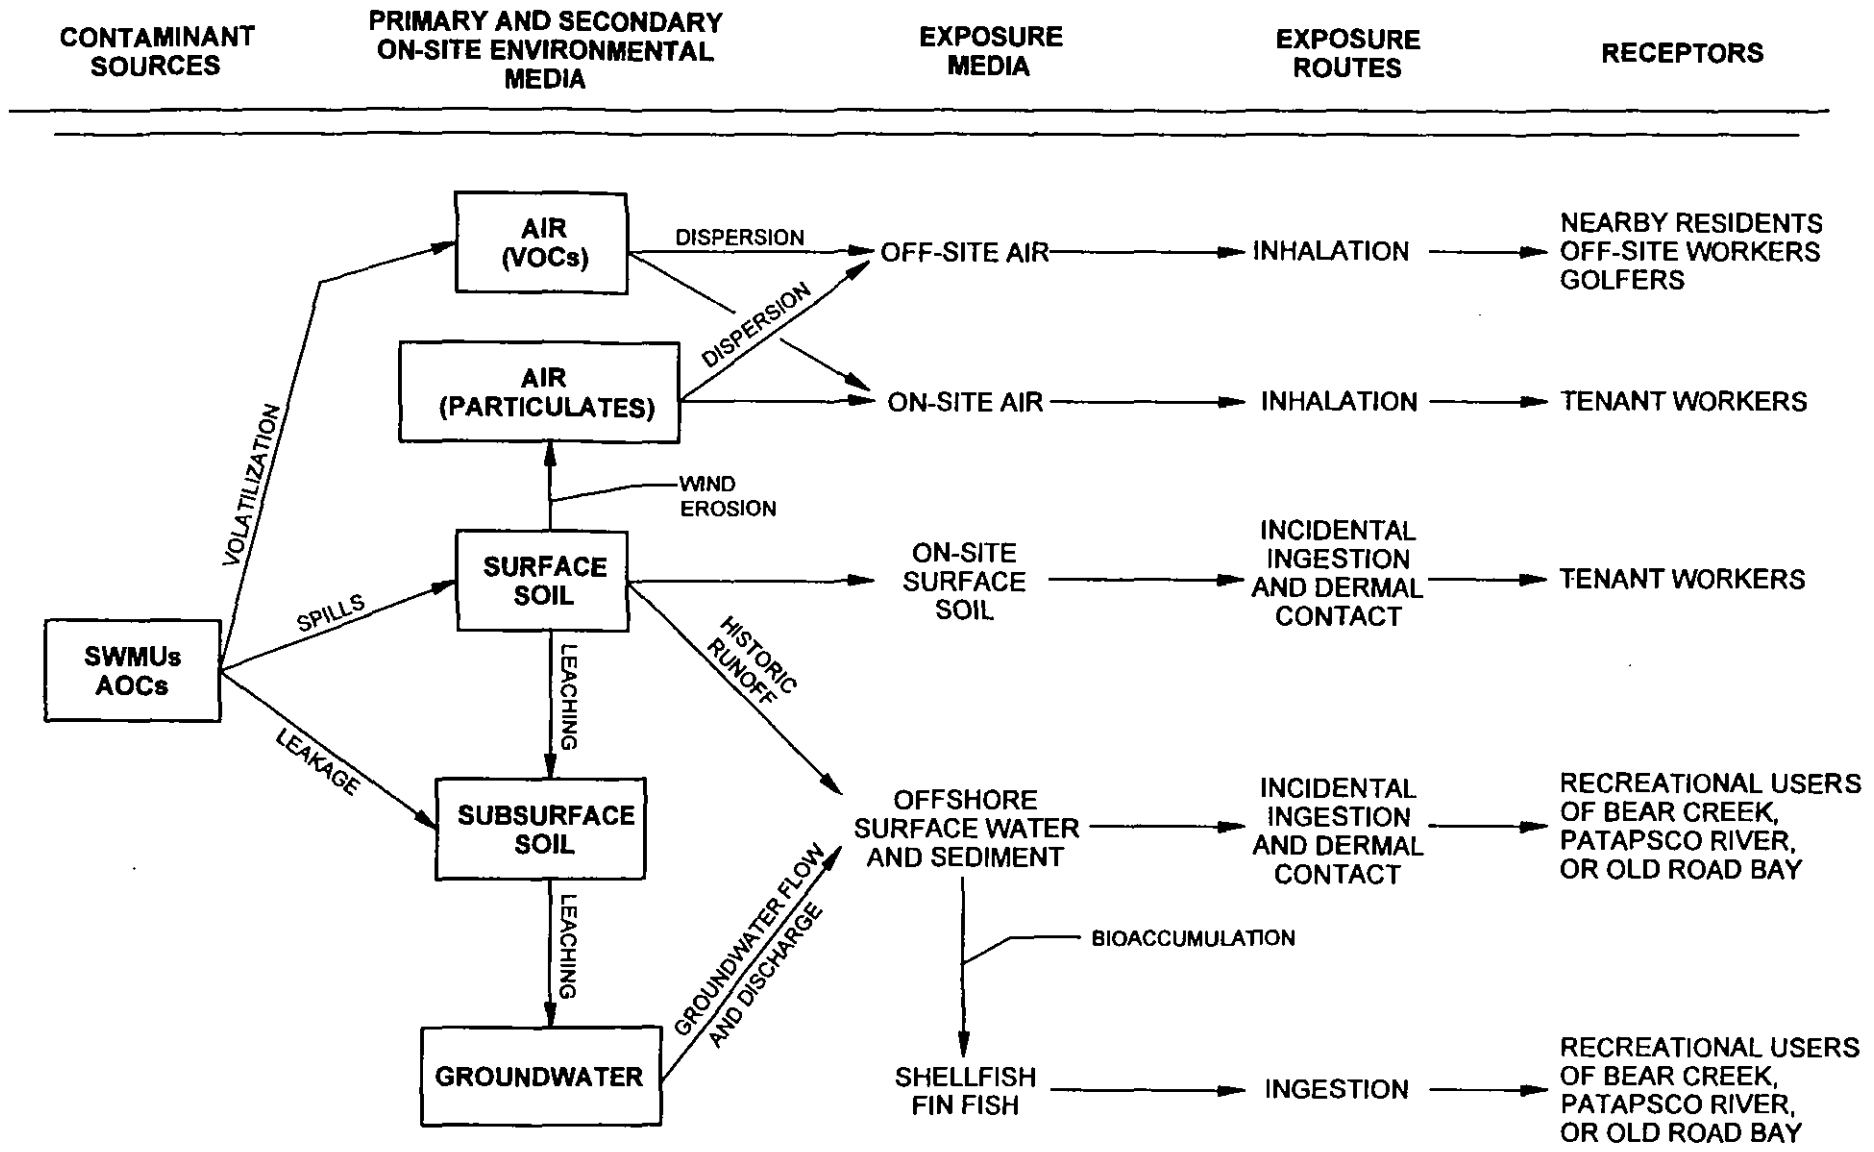 CONTAMINANT
SOURCES
PRIMARY AND SECONDARY
ON-SITE ENVIRONMENTAL
MEDIA
EXPOSURE
MEDIA
EXPOSURE
ROUTES
RECEPTORS
AIR
(VOCs)
DISPERSION
OFF-SITE AIR
INHALATION
NEARBY RESIDENTS
OFF-SITE WORKERS
GOLFERS
DISPERSION
AIR
(PARTICULATES)
ON-SITE AIR
INHALATION
TENANT WORKERS
VOLATILIZATION
WIND
EROSION
SURFACE
SOIL
ON-SITE
SURFACE
SOIL
INCIDENTAL
INGESTION
AND DERMAL
CONTACT
TENANT WORKERS
SPILLS
SWMUs
AOCs
LEACHING
HISTORIC
RUNOFF
LEAKAGE
SUBSURFACE
SOIL
OFFSHORE
SURFACE WATER
AND SEDIMENT
INCIDENTAL
INGESTION
AND DERMAL
CONTACT
RECREATIONAL USERS
OF BEAR CREEK,
PATAPSCO RIVER,
OR OLD ROAD BAY
LEACHING
GROUNDWATER FLOW
AND DISCHARGE
BIOACCUMULATION
GROUNDWATER
SHELLFISH
FIN FISH
INGESTION
RECREATIONAL USERS
OF BEAR CREEK,
PATAPSCO RIVER,
OR OLD ROAD BAY